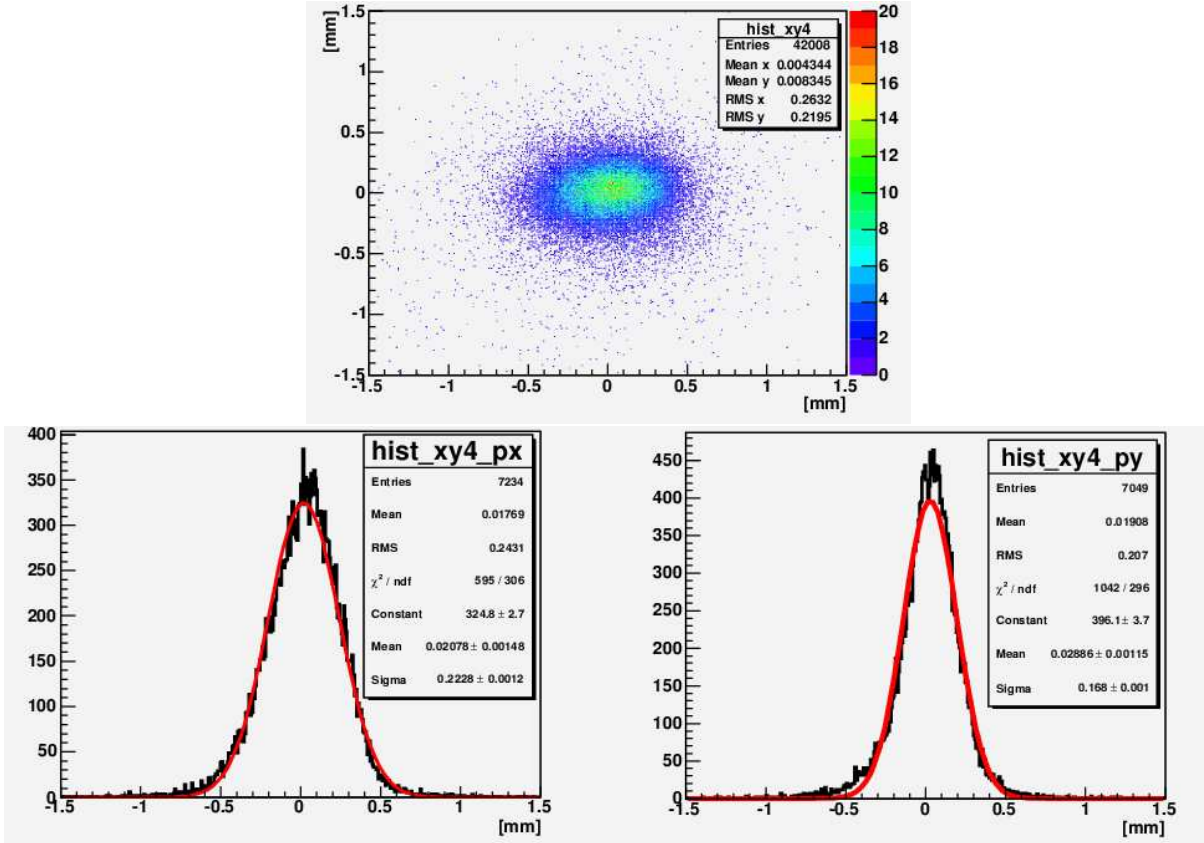 hist_xy4
Entries 42008
Mean x 0.004344
Mean y 0.008345
RMS x 0.2632
RMS y 0.2195
[mm]
1.5
1
0.5
0
-0.5
-1
-1.5
-1.5 -1 -0.5 0 0.5 1 1.5
[mm]
20
18
16
14
12
10
8
6
4
2
0
hist_xy4_px
Entries 7234
Mean 0.01769
RMS 0.2431
χ² / ndf 595 / 306
Constant 324.8 ± 2.7
Mean 0.02078 ± 0.00148
Sigma 0.2228 ± 0.0012
400
350
300
250
200
150
100
50
0
-1.5 -1 -0.5 0 0.5 1 1.5
[mm]
hist_xy4_py
Entries 7049
Mean 0.01908
RMS 0.207
χ² / ndf 1042 / 296
Constant 396.1 ± 3.7
Mean 0.02886 ± 0.00115
Sigma 0.168 ± 0.001
450
400
350
300
250
200
150
100
50
0
-1.5 -1 -0.5 0 0.5 1 1.5
[mm]